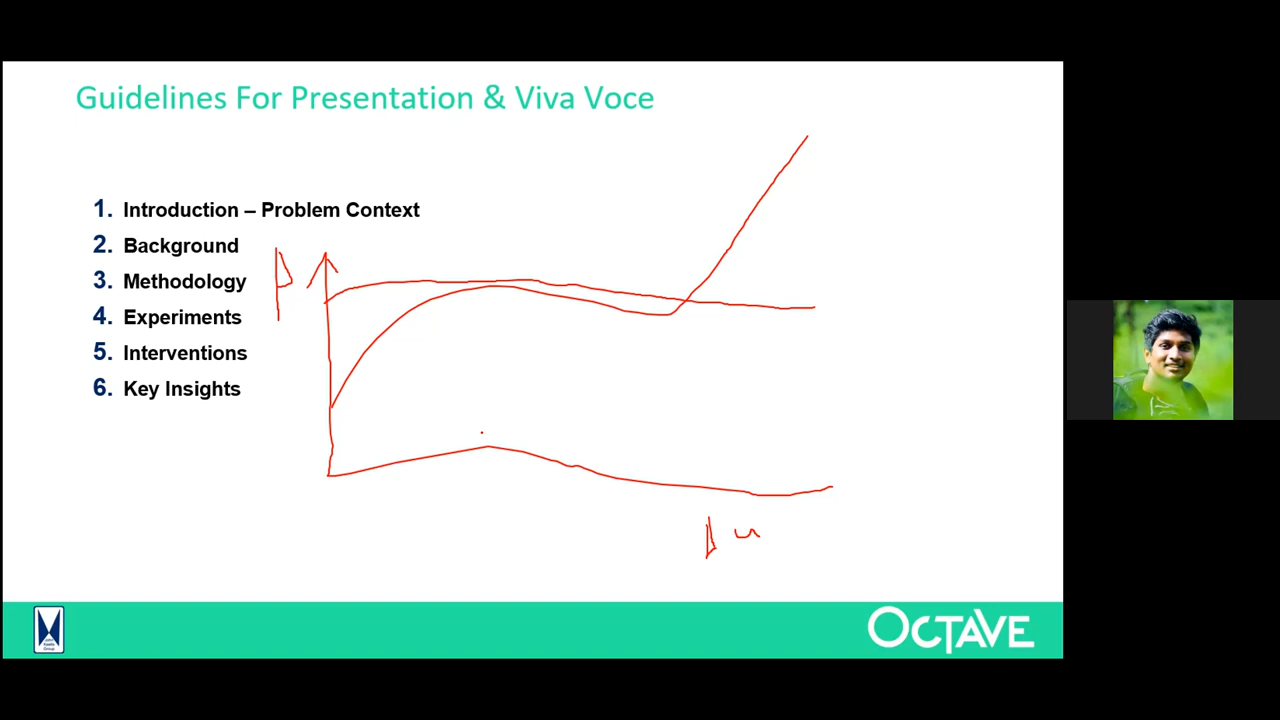 Guidelines For Presentation & Viva Voce
1. Introduction – Problem Context
2. Background
3. Methodology
4. Experiments
5. Interventions
6. Key Insights
OCTAVE